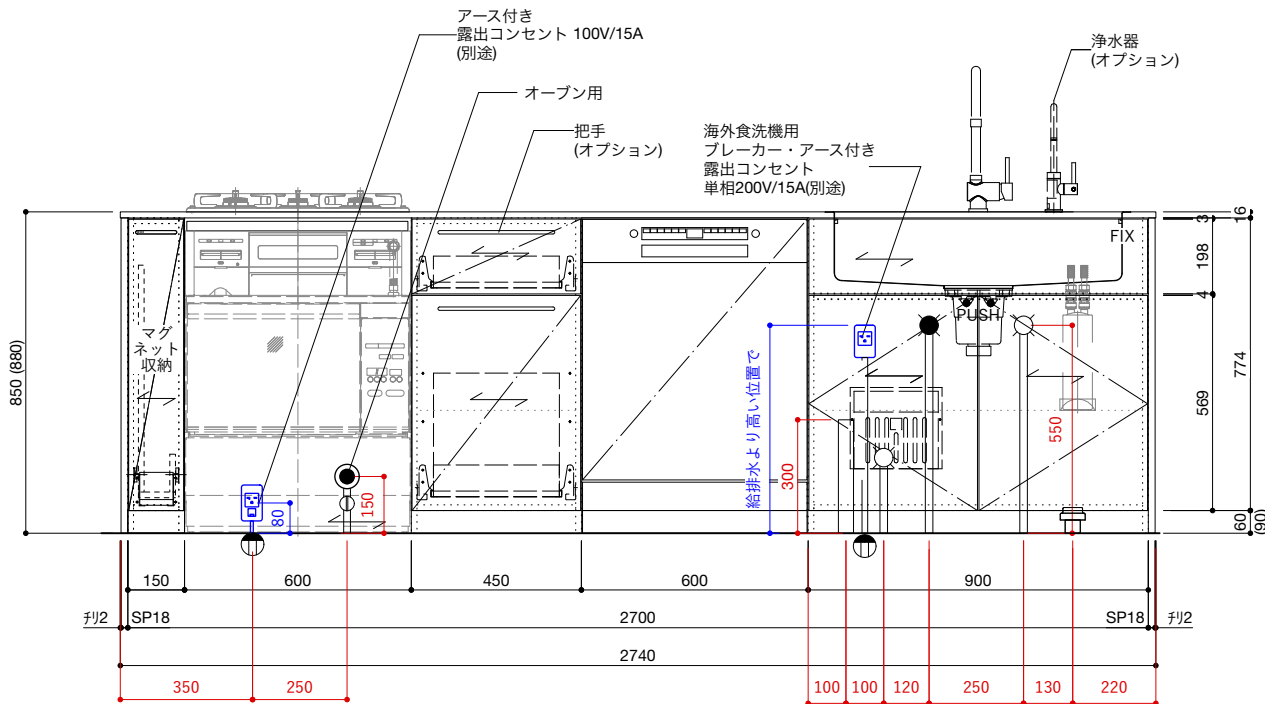 アース付き
露出コンセント 100V/15A
(別途)
オーブン用
把手
(オプション)
海外食洗機用
ブレーカー・アース付き
露出コンセント
単相200V/15A(別途)
浄水器
(オプション)
FIX
PUSH
マグ
ネット
収納
850 (880)
給排水より高い位置で
80
150
300
550
3
16
198
4
774
569
60
(90)
150
600
450
600
900
チリ2
SP18
2700
SP18
チリ2
2740
350
250
100
100
120
250
130
220